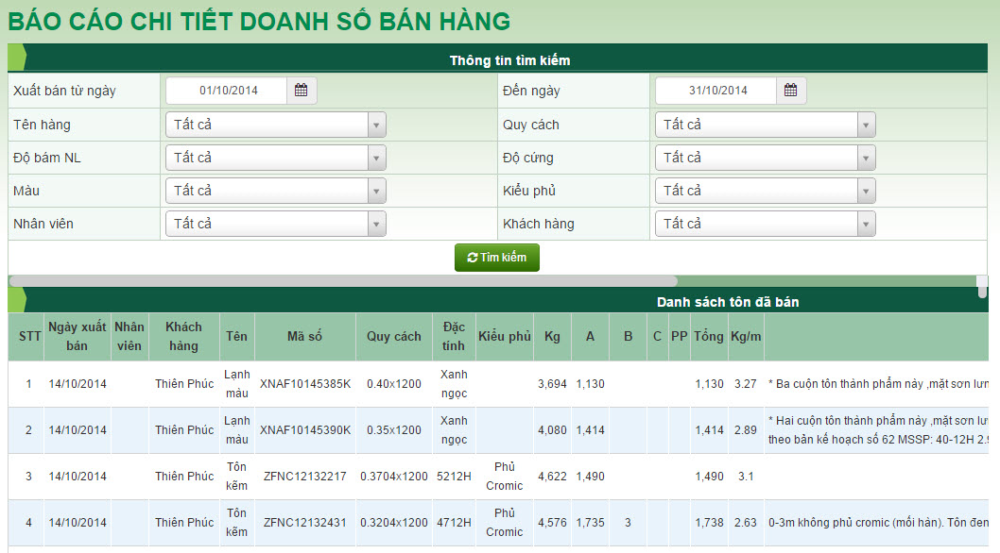 BÁO CÁO CHI TIẾT DOANH SỐ BÁN HÀNG
Thông tin tìm kiếm
Xuất bán từ ngày 01/10/2014 Đến ngày 31/10/2014
Tên hàng Tất cả Quy cách Tất cả
Độ bám NL Tất cả Độ cứng Tất cả
Màu Tất cả Kiểu phủ Tất cả
Nhân viên Tất cả Khách hàng Tất cả
Tìm kiếm
Danh sách tôn đã bán
STT Ngày xuất bán Nhân viên Khách hàng Tên Mã số Quy cách Đặc tính Kiểu phủ Kg A B C PP Tổng Kg/m
1 14/10/2014 Thiên Phúc Lạnh màu XNAF10145385K 0.40x1200 Xanh ngọc 3,694 1,130 1,130 3.27 * Ba cuộn tôn thành phẩm này ,mặt sơn lưn
2 14/10/2014 Thiên Phúc Lạnh màu XNAF10145390K 0.35x1200 Xanh ngọc 4,080 1,414 1,414 2.89 * Hai cuộn tôn thành phẩm này ,mặt sơn lư
theo bản kế hoạch số 62 MSSP: 40-12H 2.9
3 14/10/2014 Thiên Phúc Tôn kẽm ZFNC12132217 0.3704x1200 5212H Phủ Cromic 4,622 1,490 1,490 3.1
4 14/10/2014 Thiên Phúc Tôn kẽm ZFNC12132431 0.3204x1200 4712H Phủ Cromic 4,576 1,735 3 1,738 2.63 0-3m không phủ cromic (mối hàn). Tôn đen